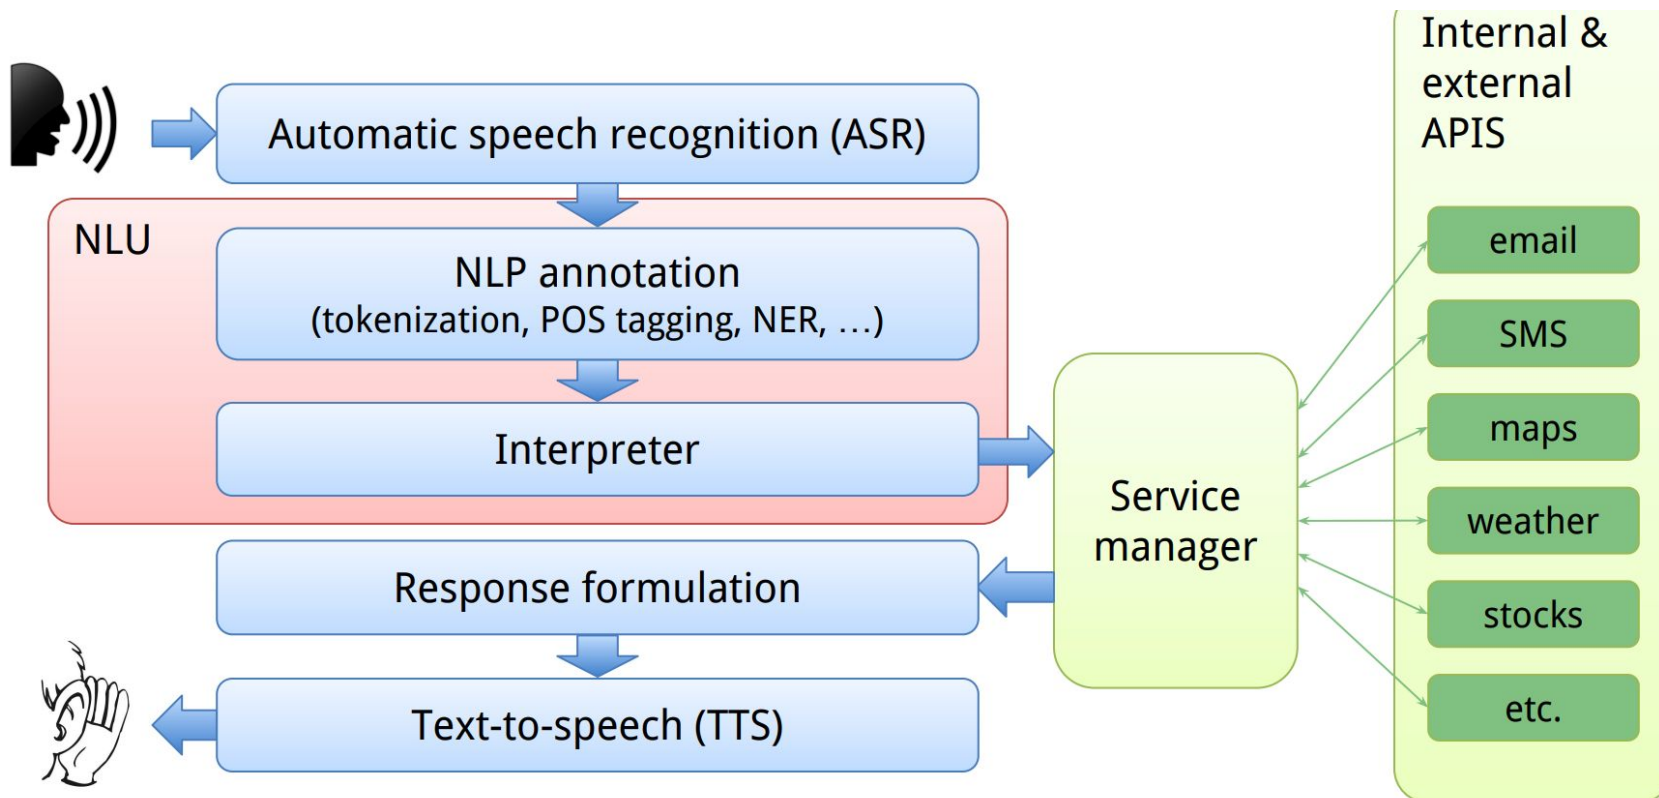 Automatic speech recognition (ASR)
NLU
NLP annotation
(tokenization, POS tagging, NER, …)
Interpreter
Response formulation
Text-to-speech (TTS)
Service
manager
Internal &
external
APIS
email
SMS
maps
weather
stocks
etc.